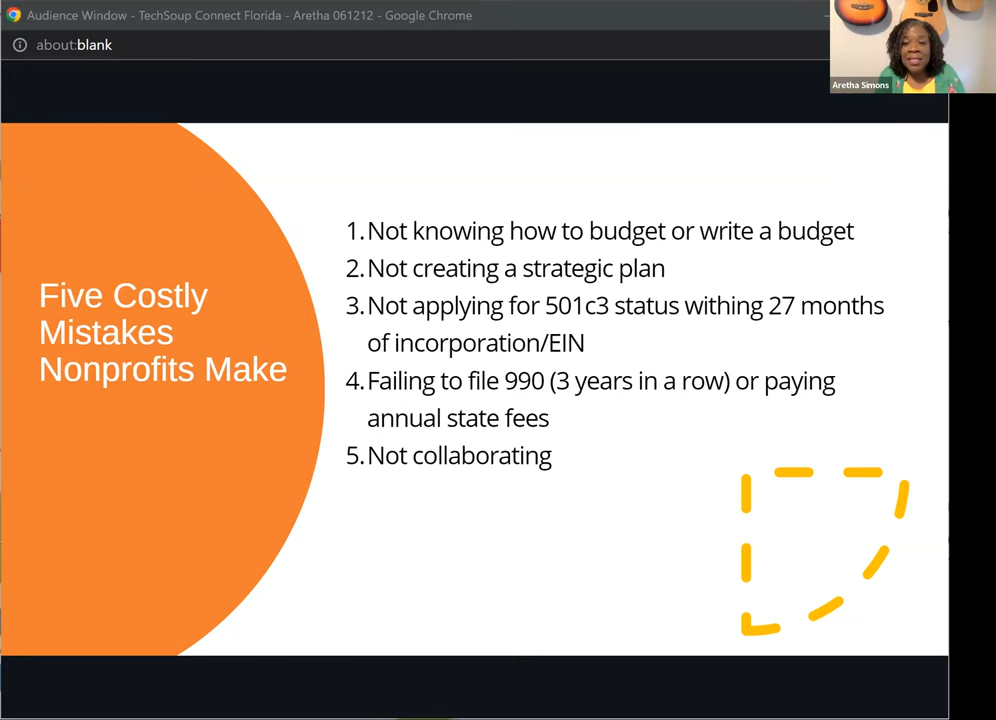 Audience Window - TechSoup Connect Florida - Aretha 061212 - Google Chrome
about:blank
Aretha Simons
Five Costly
Mistakes
Nonprofits Make
1. Not knowing how to budget or write a budget
2. Not creating a strategic plan
3. Not applying for 501c3 status withing 27 months
of incorporation/EIN
4. Failing to file 990 (3 years in a row) or paying
annual state fees
5. Not collaborating